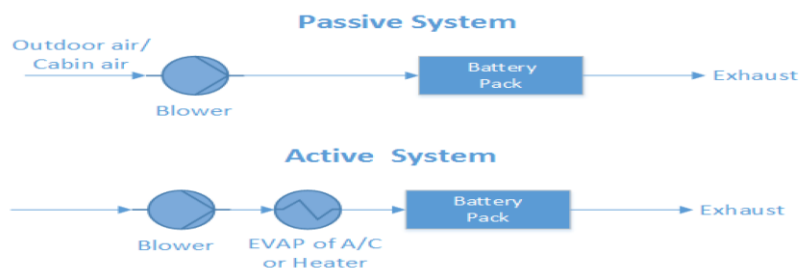 Passive System
Outdoor air/
Cabin air
Blower
Battery
Pack
Exhaust
Active System
Blower
EVAP of A/C
or Heater
Battery
Pack
Exhaust